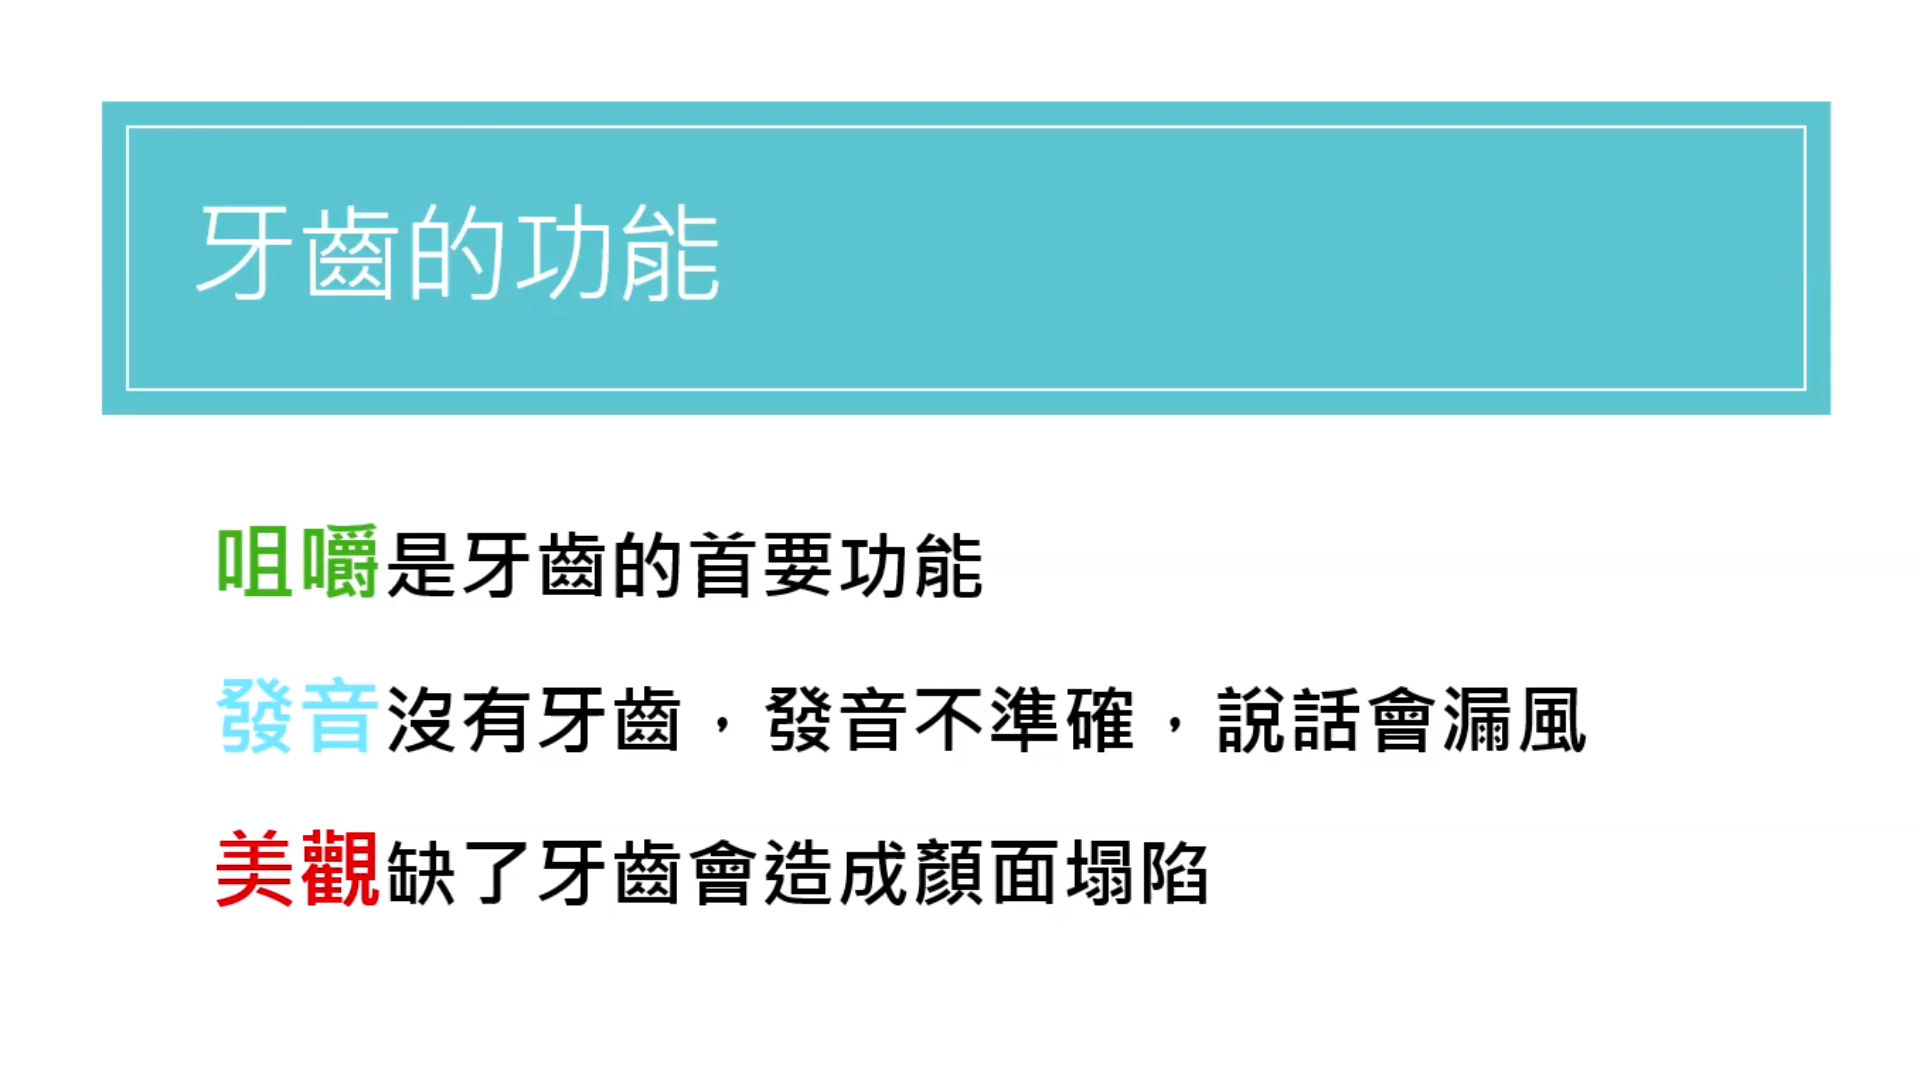 牙齒的功能
咀嚼是牙齒的首要功能
發音沒有牙齒，發音不準確，說話會漏風
美觀缺了牙齒會造成顏面塌陷